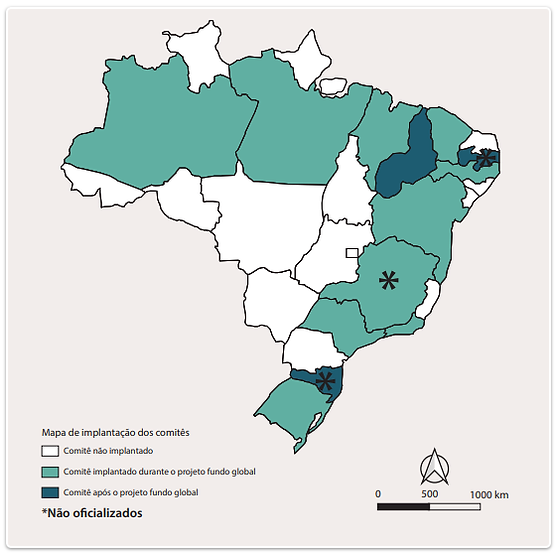 Mapa de implantação dos comitês
Comitê não implantado
Comitê implantado durante o projeto fundo global
Comitê após o projeto fundo global
*Não oficializados
0 500 1000 km